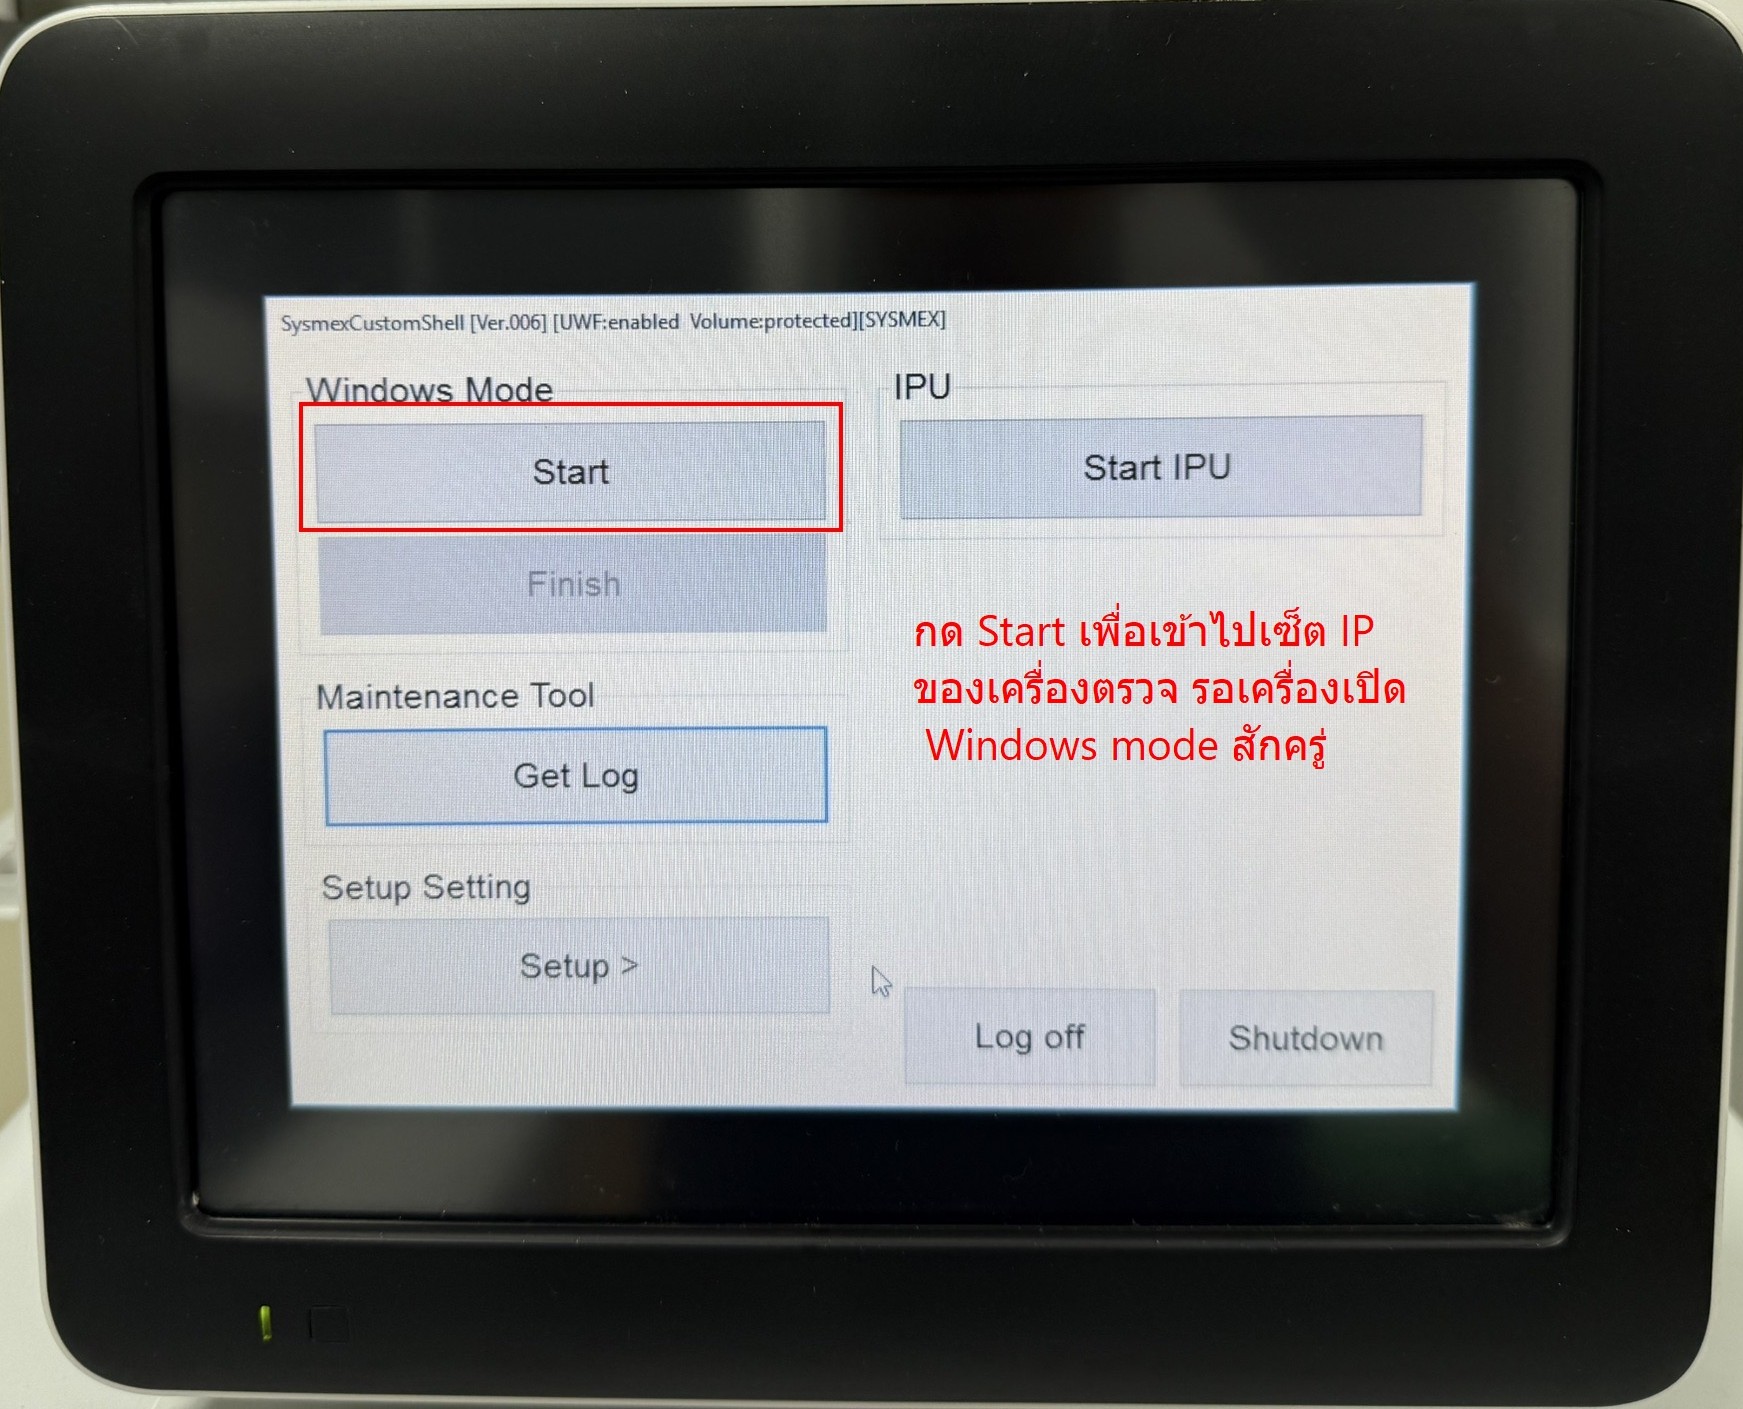 SysmexCustomShell [Ver.006] [UWF:enabled Volume:protected][SYSMEX]
Windows Mode
Start
Finish
Maintenance Tool
Get Log
Setup Setting
Setup >
IPU
Start IPU
กด Start เพื่อเข้าไปเซ็ต IP
ของเครื่องตรวจ รอเครื่องเปิด
Windows mode สักครู่
Log off
Shutdown